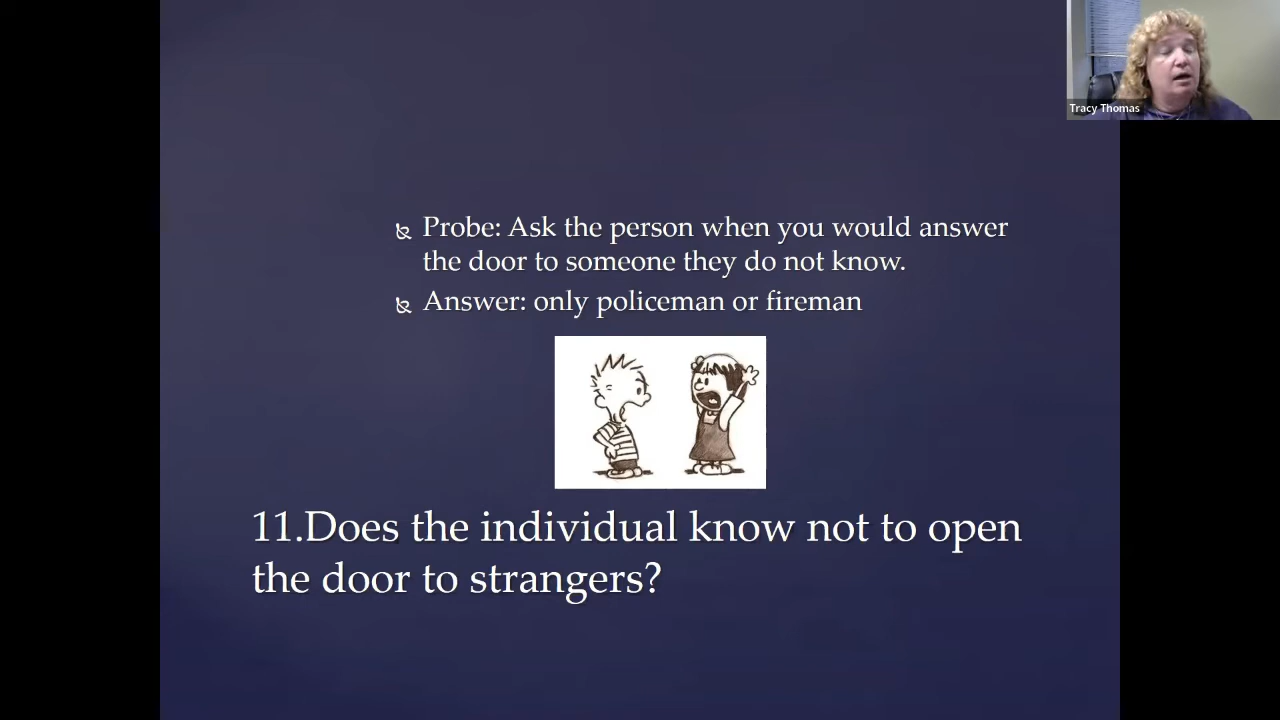 Tracy Thomas
Probe: Ask the person when you would answer
the door to someone they do not know.
Answer: only policeman or fireman
11.Does the individual know not to open
the door to strangers?